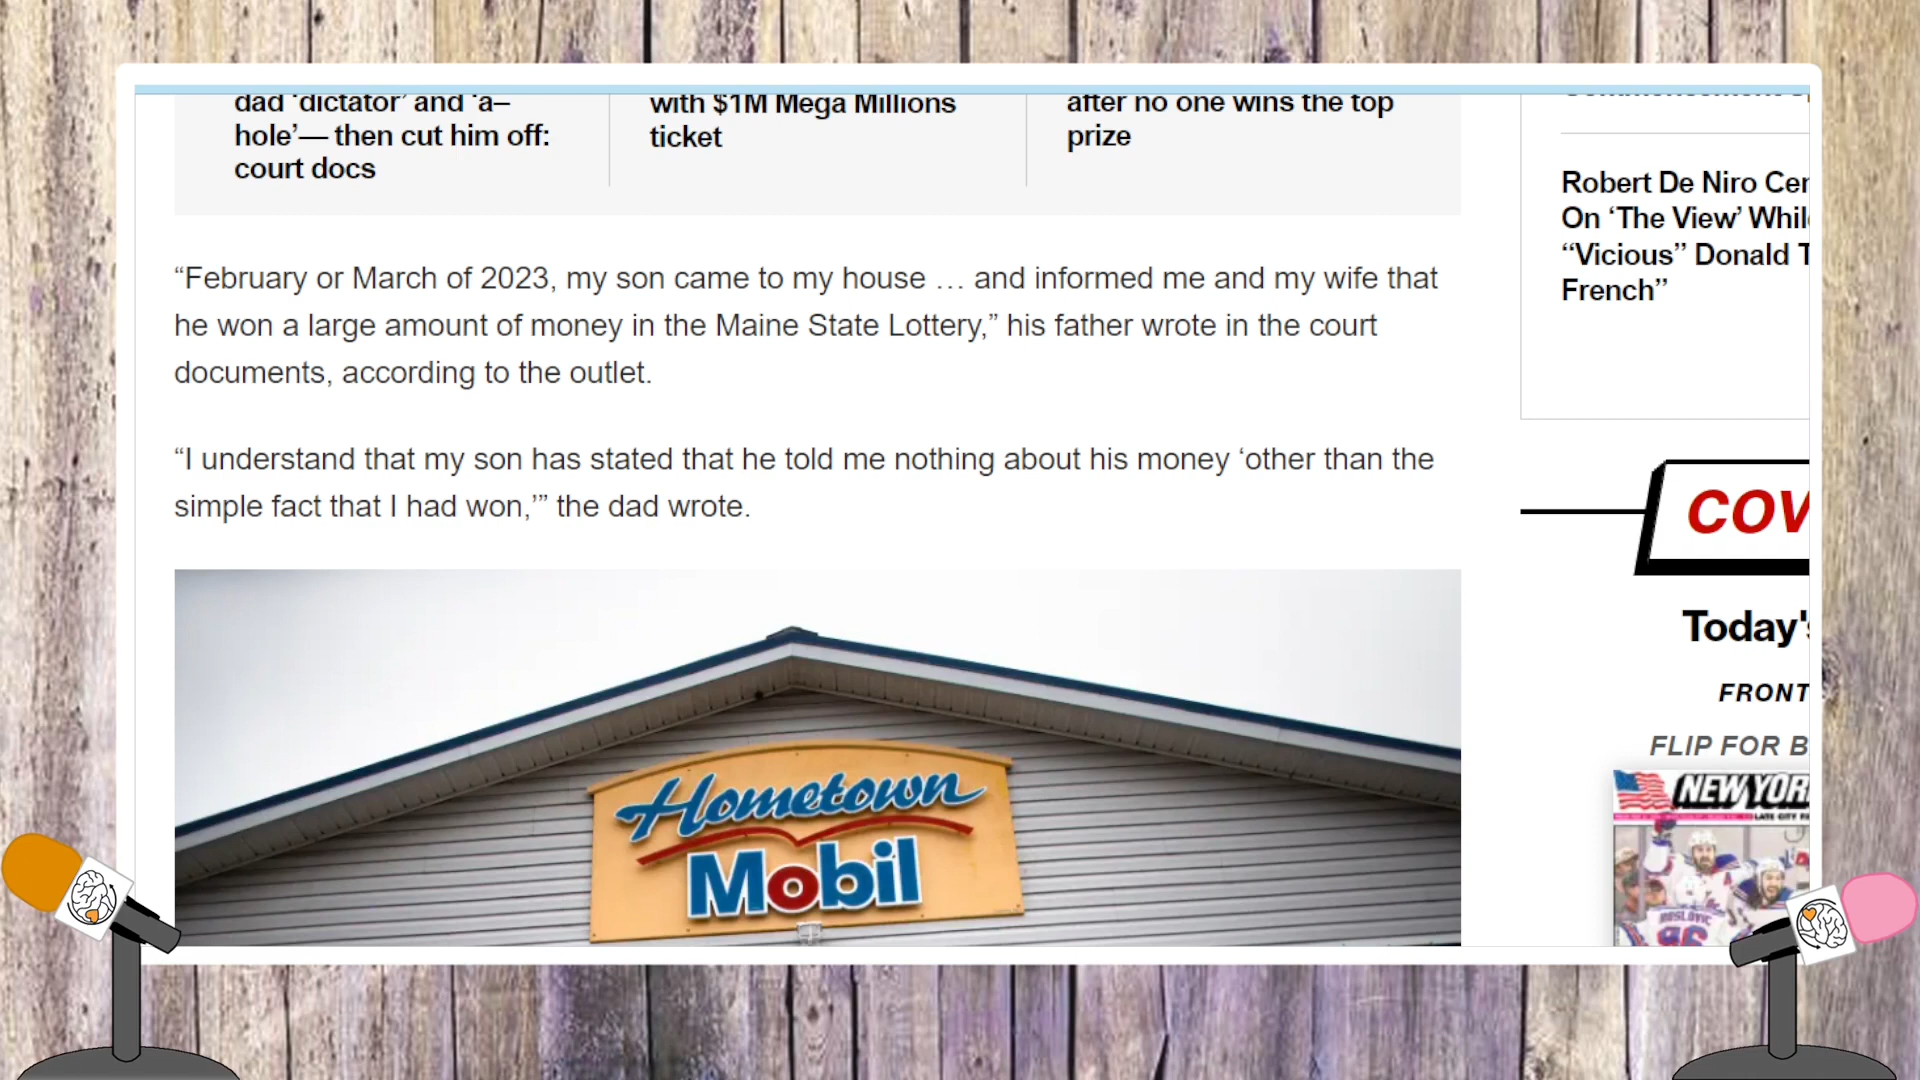 dad ‘dictator’ and ‘a–
hole’— then cut him off:
court docs
with $1M Mega Millions
ticket
after no one wins the top
prize
“February or March of 2023, my son came to my house … and informed me and my wife that
he won a large amount of money in the Maine State Lottery,” his father wrote in the court
documents, according to the outlet.
“I understand that my son has stated that he told me nothing about his money ‘other than the
simple fact that I had won,’” the dad wrote.
Hometown
Mobil
Robert De Niro Cen
On ‘The View’ Whil
“Vicious” Donald T
French”
COV
Today's
FRONT
FLIP FOR B
NEW YOR
LATE CITY FI